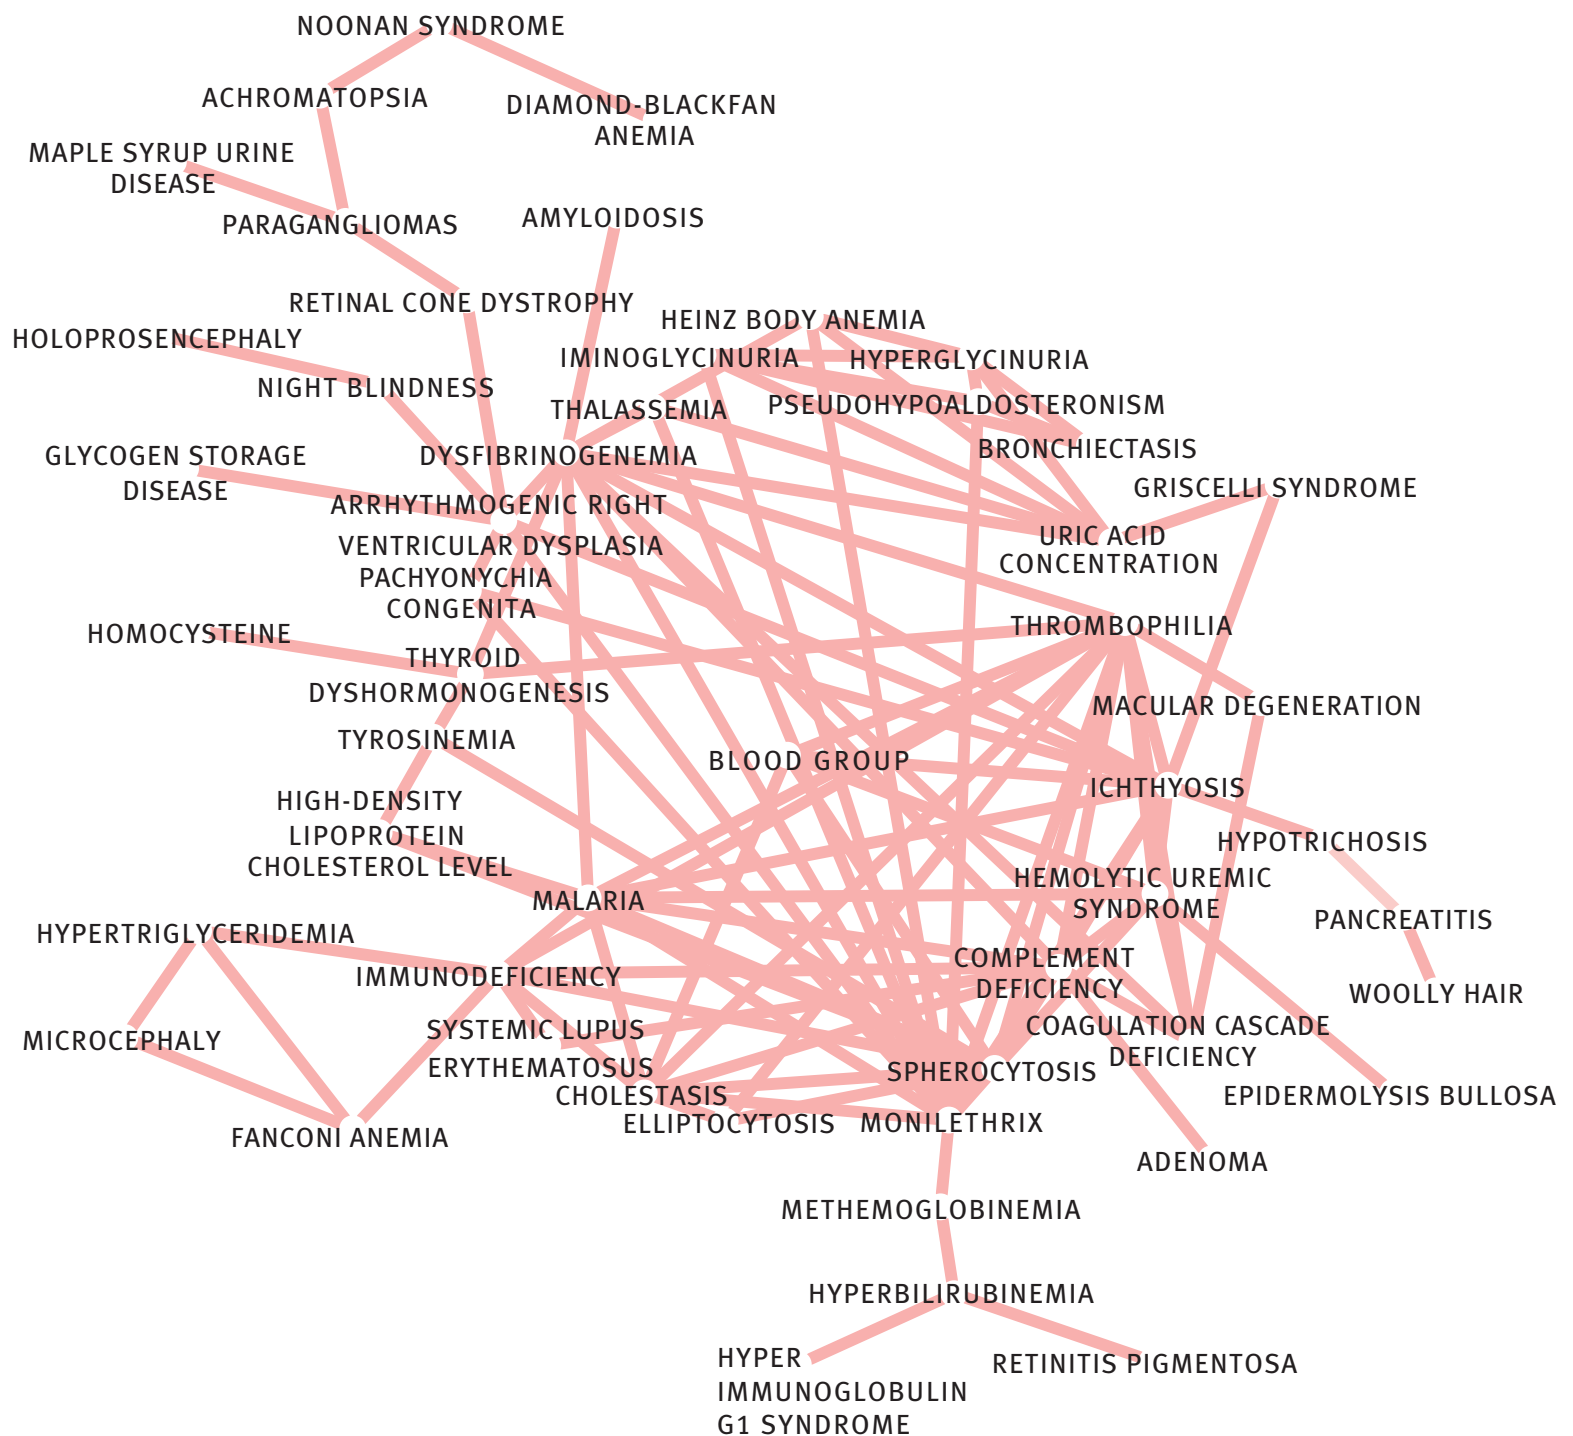 NOONAN SYNDROME
ACHROMATOPSIA
DIAMOND-BLACKFAN
ANEMIA
MAPLE SYRUP URINE
DISEASE
PARAGANGLIOMAS
AMYLOIDOSIS
RETINAL CONE DYSTROPHY
HEINZ BODY ANEMIA
HOLOPROSENCEPHALY
IMINOGLYCINURIA
HYPERGLYCINURIA
NIGHT BLINDNESS
THALASSEMIA
PSEUDOHYPOALDOSTERONISM
BRONCHIECTASIS
GLYCOGEN STORAGE
DISEASE
DYSFIBRINOGENEMIA
GRISCELLI SYNDROME
ARRHYTHMOGENIC RIGHT
VENTRICULAR DYSPLASIA
URIC ACID
CONCENTRATION
PACHYONYCHIA
CONGENITA
THROMBOPHILIA
HOMOCYSTEINE
THYROID
DYSHORMONOGENESIS
MACULAR DEGENERATION
TYROSINEMIA
BLOOD GROUP
ICHTHYOSIS
HIGH-DENSITY
LIPOPROTEIN
CHOLESTEROL LEVEL
HYPOTRICHOSIS
HEMOLYTIC UREMIC
SYNDROME
MALARIA
PANCREATITIS
HYPERTRIGLYCERIDEMIA
COMPLEMENT
DEFICIENCY
IMMUNODEFICIENCY
WOOLLY HAIR
SYSTEMIC LUPUS
ERYTHEMATOSUS
COAGULATION CASCADE
DEFICIENCY
MICROCEPHALY
SPHEROCYTOSIS
CHOLESTASIS
EPIDERMOLYSIS BULLOSA
ELLIPTOCYTOSIS
MONILETHRIX
FANCONI ANEMIA
ADENOMA
METHEMOGLOBINEMIA
HYPERBILIRUBINEMIA
HYPER
IMMUNOGLOBULIN
G1 SYNDROME
RETINITIS PIGMENTOSA